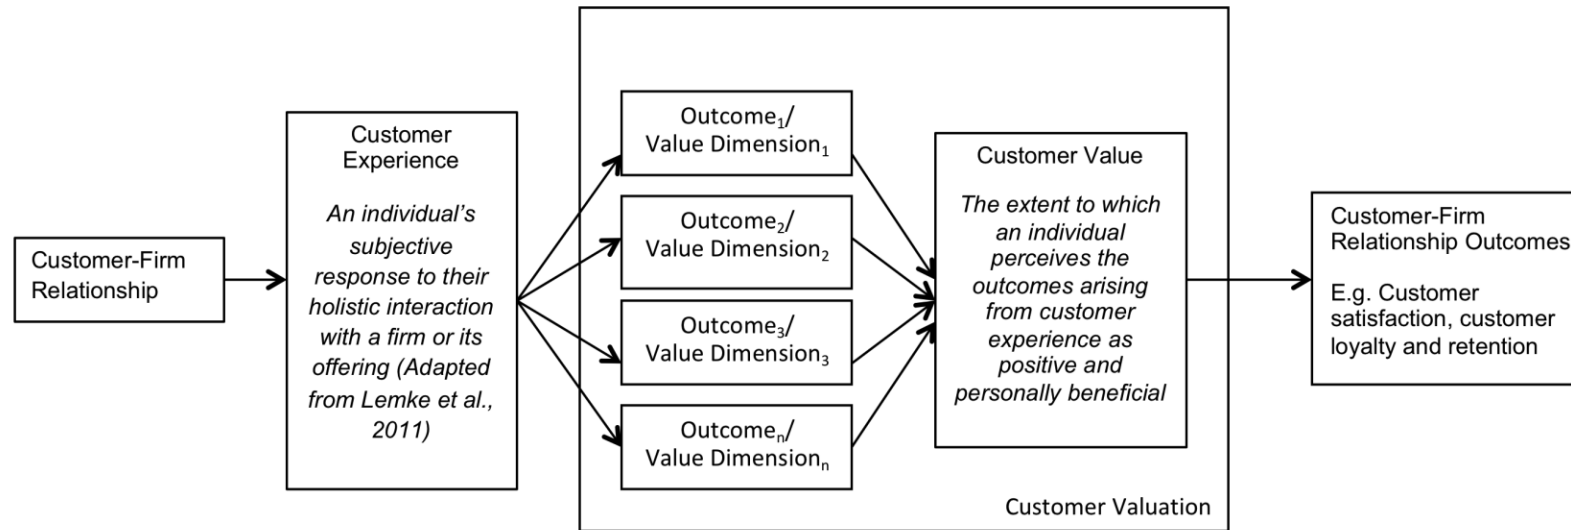 Customer-Firm
Relationship
Customer
Experience
An individual’s
subjective
response to their
holistic interaction
with a firm or its
offering (Adapted
from Lemke et al.,
2011)
Outcome₁/
Value Dimension₁
Outcome₂/
Value Dimension₂
Outcome₃/
Value Dimension₃
Outcomeₙ/
Value Dimensionₙ
Customer Value
The extent to which
an individual
perceives the
outcomes arising
from customer
experience as
positive and
personally beneficial
Customer Valuation
Customer-Firm
Relationship Outcomes
E.g. Customer
satisfaction, customer
loyalty and retention